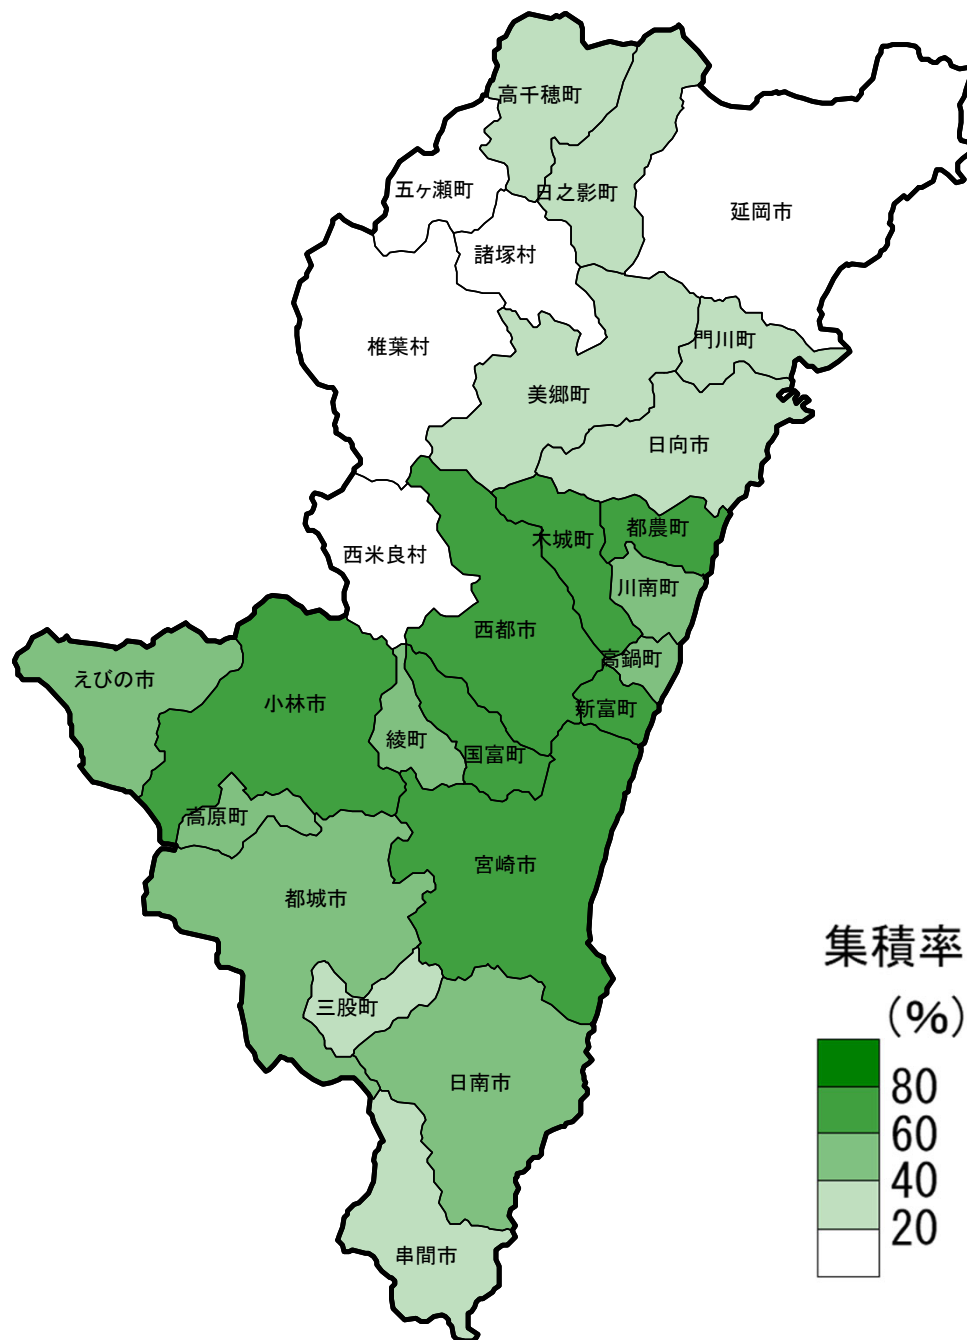 高千穂町
五ヶ瀬町
日之影町
延岡市
諸塚村
椎葉村
門川町
美郷町
日向市
西米良村
木城町
都農町
川南町
西都市
高鍋町
えびの市
小林市
新富町
綾町
国富町
高原町
宮崎市
都城市
三股町
日南市
串間市
集積率
(%)
80
60
40
20